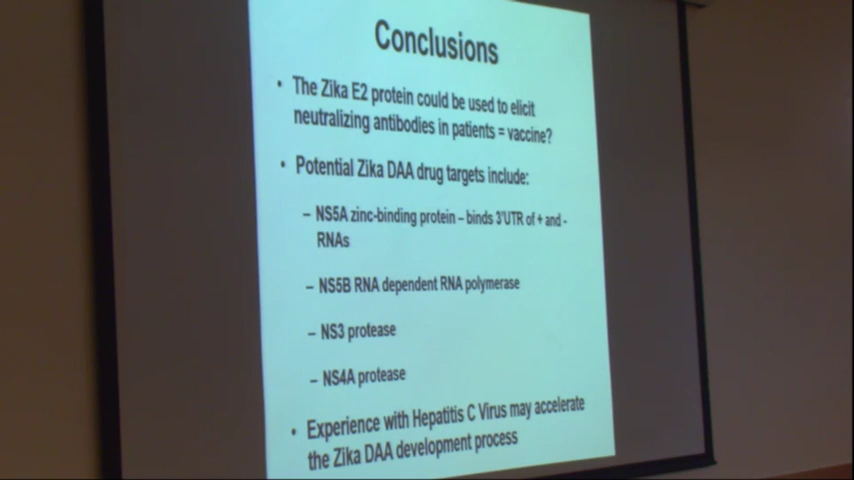 Conclusions
• The Zika E2 protein could be used to elicit
neutralizing antibodies in patients = vaccine?
• Potential Zika DAA drug targets include:
– NS5A zinc-binding protein – binds 3'UTR of + and -
RNAs
– NS5B RNA dependent RNA polymerase
– NS3 protease
– NS4A protease
• Experience with Hepatitis C Virus may accelerate
the Zika DAA development process